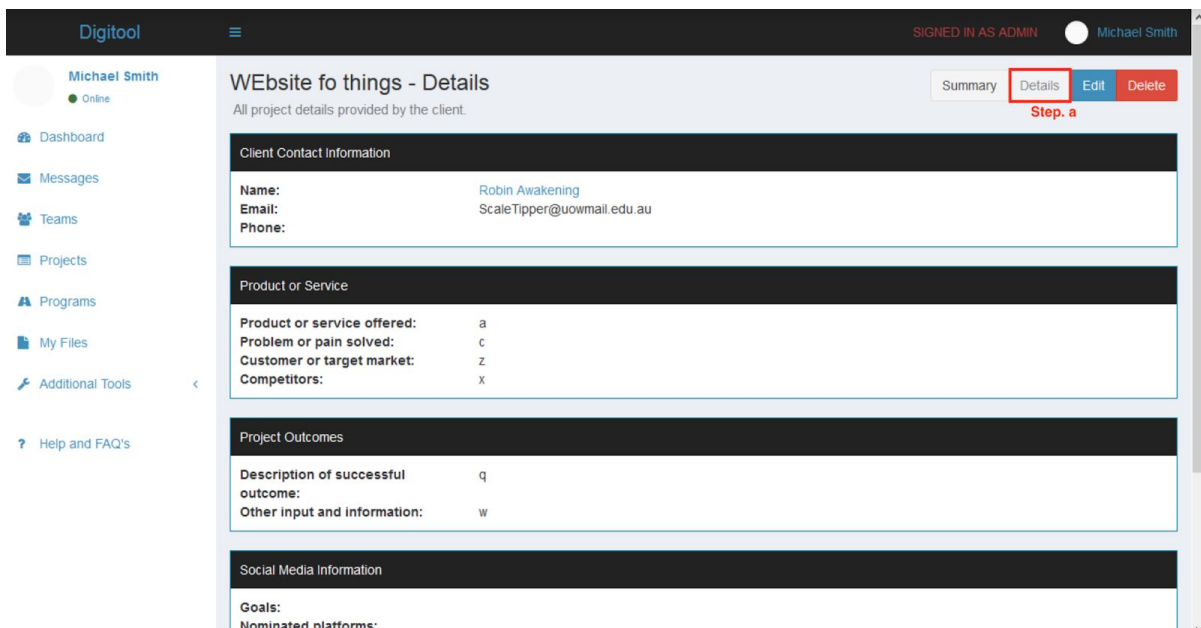 Digitool
SIGNED IN AS ADMIN
Michael Smith
Michael Smith
Online
Dashboard
Messages
Teams
Projects
Programs
My Files
Additional Tools
? Help and FAQ's
WEbsite fo things - Details
All project details provided by the client.
Summary Details Edit Delete
Step. a
Client Contact Information
Name: Robin Awakening
Email: ScaleTipper@uowmail.edu.au
Phone:
Product or Service
Product or service offered: a
Problem or pain solved: c
Customer or target market: z
Competitors: x
Project Outcomes
Description of successful q
outcome:
Other input and information: w
Social Media Information
Goals:
Nominated platforms: